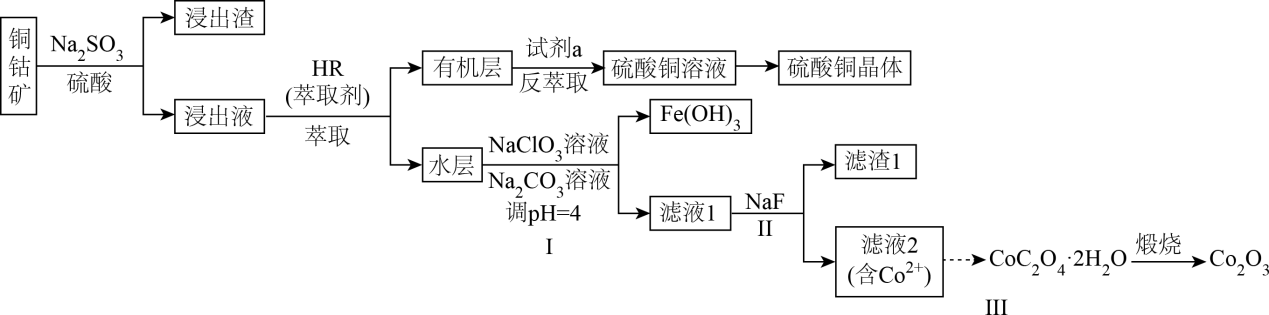 铜钴矿
Na₂SO₃
硫酸
浸出渣
浸出液
HR
(萃取剂)
萃取
有机层
试剂a
反萃取
硫酸铜溶液
硫酸铜晶体
水层
NaClO₃溶液
Na₂CO₃溶液
调pH=4
I
Fe(OH)₃
滤液1
NaF
II
滤渣1
滤液2
(含Co²⁺)
CoC₂O₄·2H₂O
III
煅烧
Co₂O₃